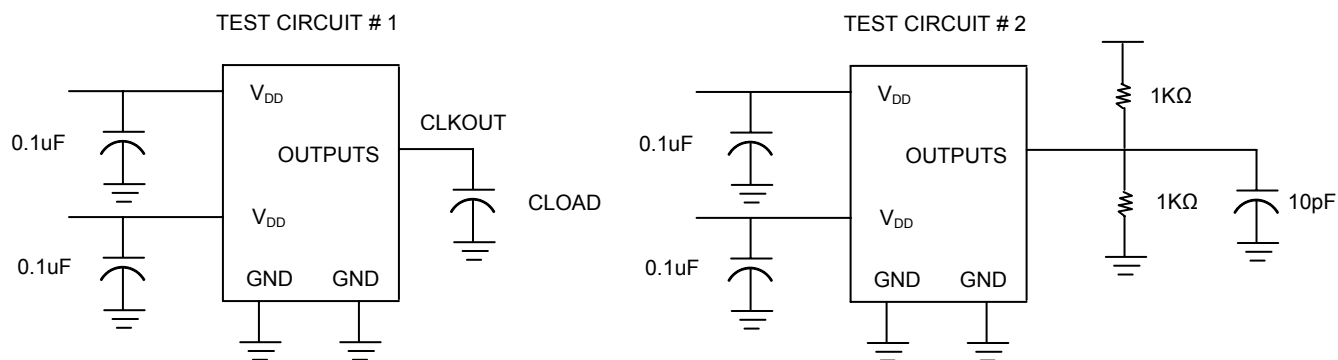 TEST CIRCUIT # 1
V_DD
0.1uF
CLKOUT
OUTPUTS
CLOAD
V_DD
0.1uF
GND GND
TEST CIRCUIT # 2
1KΩ
V_DD
0.1uF
OUTPUTS
1KΩ
10pF
V_DD
0.1uF
GND GND